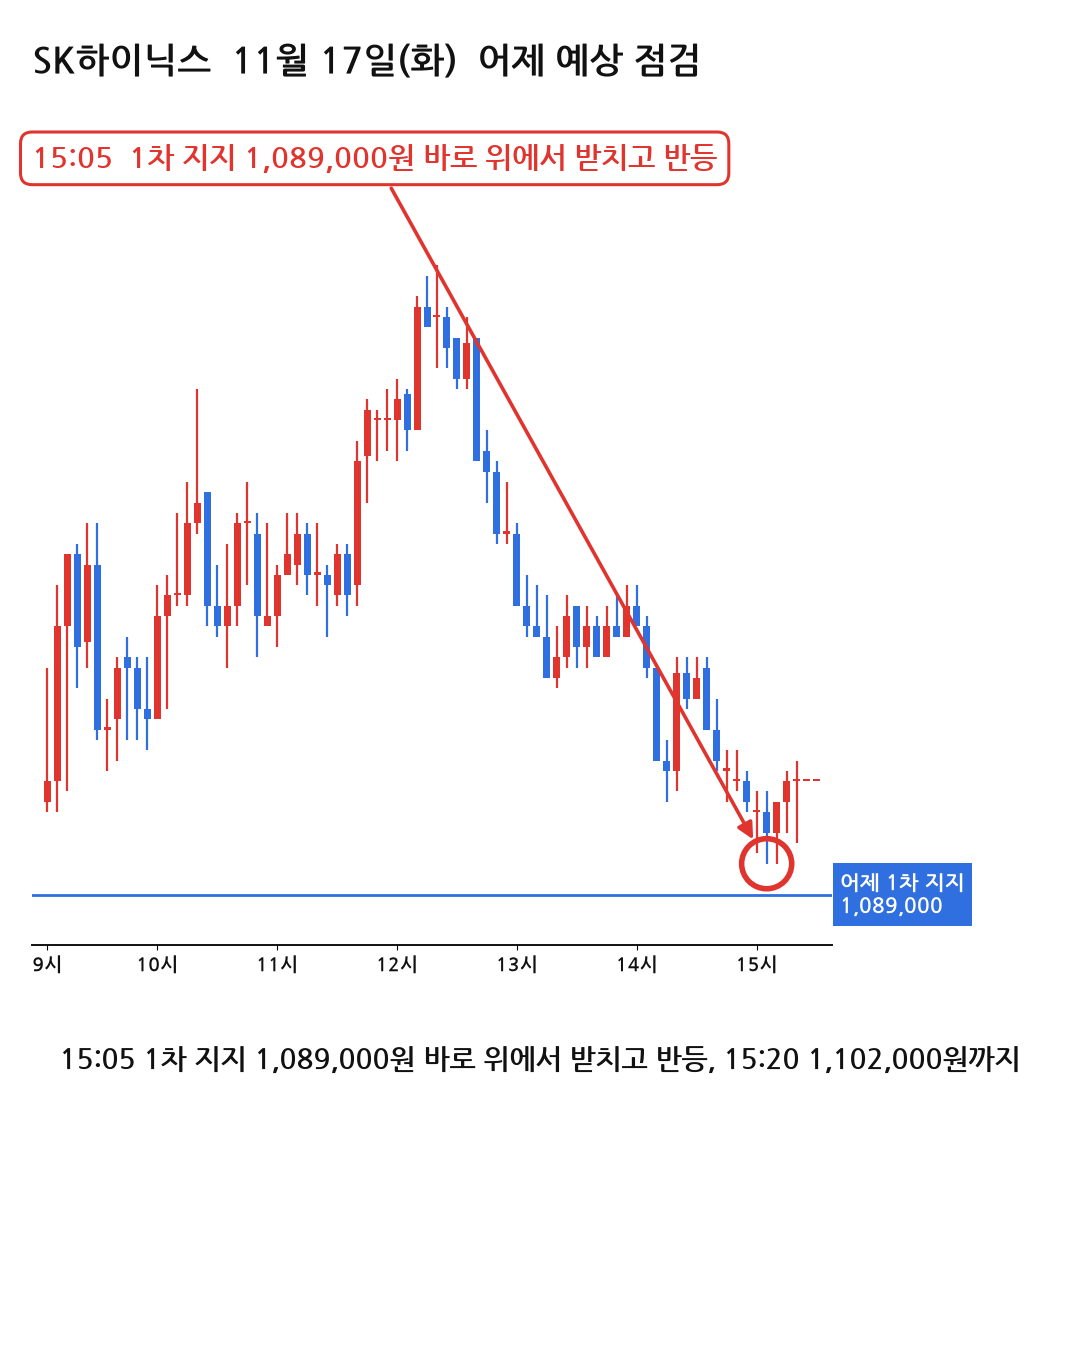 SK하이닉스 11월 17일(화) 어제 예상 점검
15:05 1차 지지 1,089,000원 바로 위에서 받치고 반등
어제 1차 지지
1,089,000
9시 10시 11시 12시 13시 14시 15시
15:05 1차 지지 1,089,000원 바로 위에서 받치고 반등, 15:20 1,102,000원까지